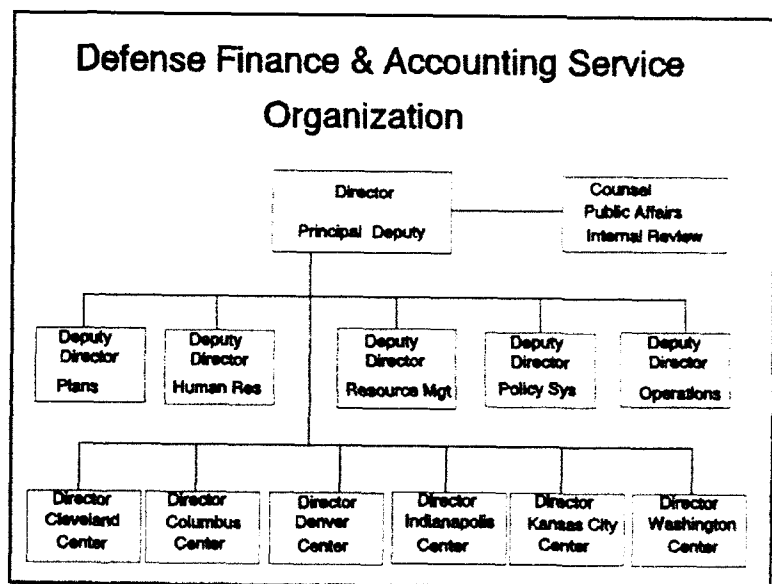 Defense Finance & Accounting Service
Organization
Director
Principal Deputy
Counsel
Public Affairs
Internal Review
Deputy
Director
Plans
Deputy
Director
Human Res
Deputy
Director
Resource Mgt
Deputy
Director
Policy Sys
Deputy
Director
Operations
Director
Cleveland
Center
Director
Columbus
Center
Director
Denver
Center
Director
Indianapolis
Center
Director
Kansas City
Center
Director
Washington
Center